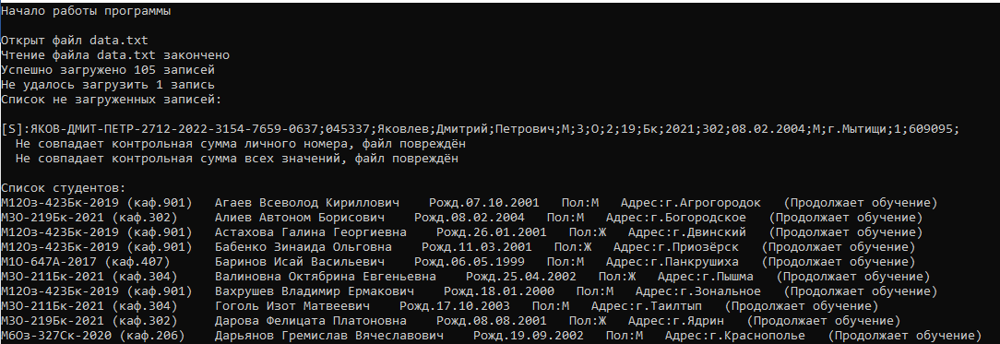 Начало работы программы
Открыт файл data.txt
Чтение файла data.txt закончено
Успешно загружено 105 записей
Не удалось загрузить 1 запись
Список не загруженных записей:
[S]:ЯКОВ-ДМИТ-ПЕТР-2712-2022-3154-7659-0637;045337;Яковлев;Дмитрий;Петрович;М;3;О;2;19;Бк;2021;302;08.02.2004;М;г.Мытищи;1;609095;
Не совпадает контрольная сумма личного номера, файл повреждён
Не совпадает контрольная сумма всех значений, файл повреждён
Список студентов:
М12Оз-423Бк-2019 (каф.901) Агаев Всеволод Кириллович Рожд.07.10.2001 Пол:М Адрес:г.Агрогородок (Продолжает обучение)
М3О-219Бк-2021 (каф.302) Алиев Автоном Борисович Рожд.08.02.2004 Пол:М Адрес:г.Богородское (Продолжает обучение)
М12Оз-423Бк-2019 (каф.901) Астахова Галина Георгиевна Рожд.26.01.2001 Пол:Ж Адрес:г.Двинский (Продолжает обучение)
М12Оз-423Бк-2019 (каф.901) Бабенко Зинаида Ольговна Рожд.11.03.2001 Пол:Ж Адрес:г.Приозёрск (Продолжает обучение)
М1О-647А-2017 (каф.407) Баринов Исай Васильевич Рожд.06.05.1999 Пол:М Адрес:г.Панкрушиха (Продолжает обучение)
М3О-211Бк-2021 (каф.304) Валиновна Октябрина Евгеньевна Рожд.25.04.2002 Пол:Ж Адрес:г.Пышма (Продолжает обучение)
М12Оз-423Бк-2019 (каф.901) Вахрушев Владимир Ермакович Рожд.18.01.2000 Пол:М Адрес:г.Зональное (Продолжает обучение)
М3О-211Бк-2021 (каф.304) Гоголь Изот Матвеевич Рожд.17.10.2003 Пол:М Адрес:г.Таилтып (Продолжает обучение)
М3О-219Бк-2021 (каф.302) Дарова Фелицата Платоновна Рожд.08.08.2001 Пол:Ж Адрес:г.Ядрин (Продолжает обучение)
М6Оз-327Ск-2020 (каф.206) Дарьянов Гремислав Вячеславович Рожд.19.09.2002 Пол:М Адрес:г.Краснополье (Продолжает обучение)